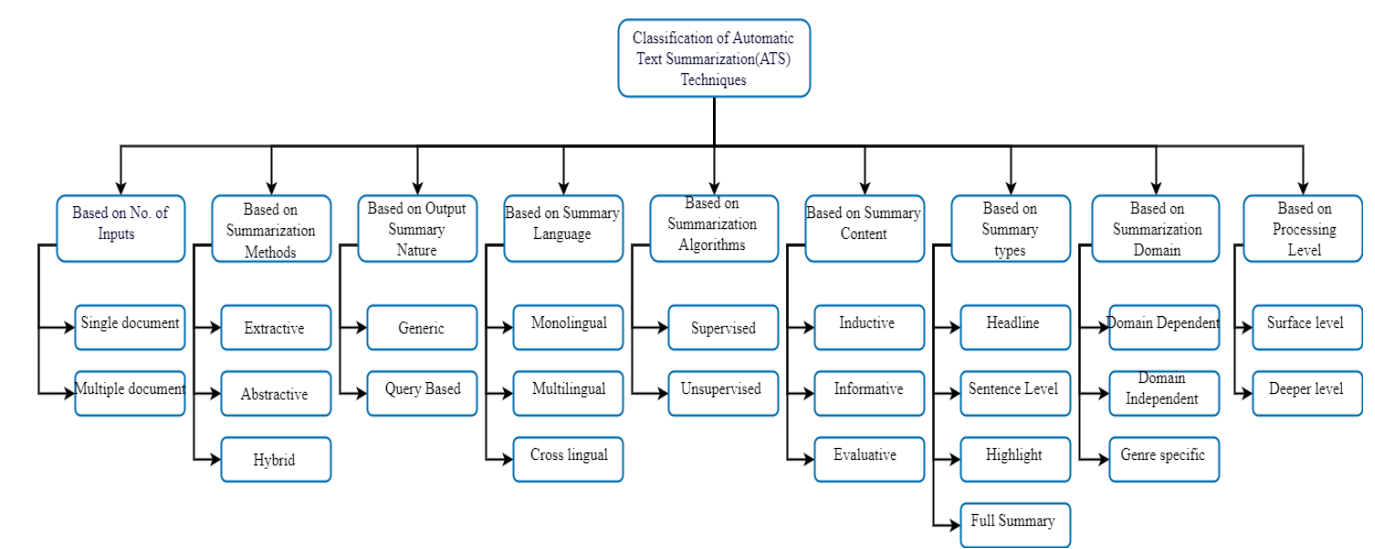 Classification of Automatic
Text Summarization(ATS)
Techniques
Based on No. of
Inputs
Single document
Multiple document
Based on
Summarization
Methods
Extractive
Abstractive
Hybrid
Based on Output
Summary
Nature
Generic
Query Based
Based on Summary
Language
Monolingual
Multilingual
Cross lingual
Based on
Summarization
Algorithms
Supervised
Unsupervised
Based on Summary
Content
Inductive
Informative
Evaluative
Based on
Summary
types
Headline
Sentence Level
Highlight
Full Summary
Based on
Summarization
Domain
Domain Dependent
Domain
Independent
Genre specific
Based on
Processing
Level
Surface level
Deeper level